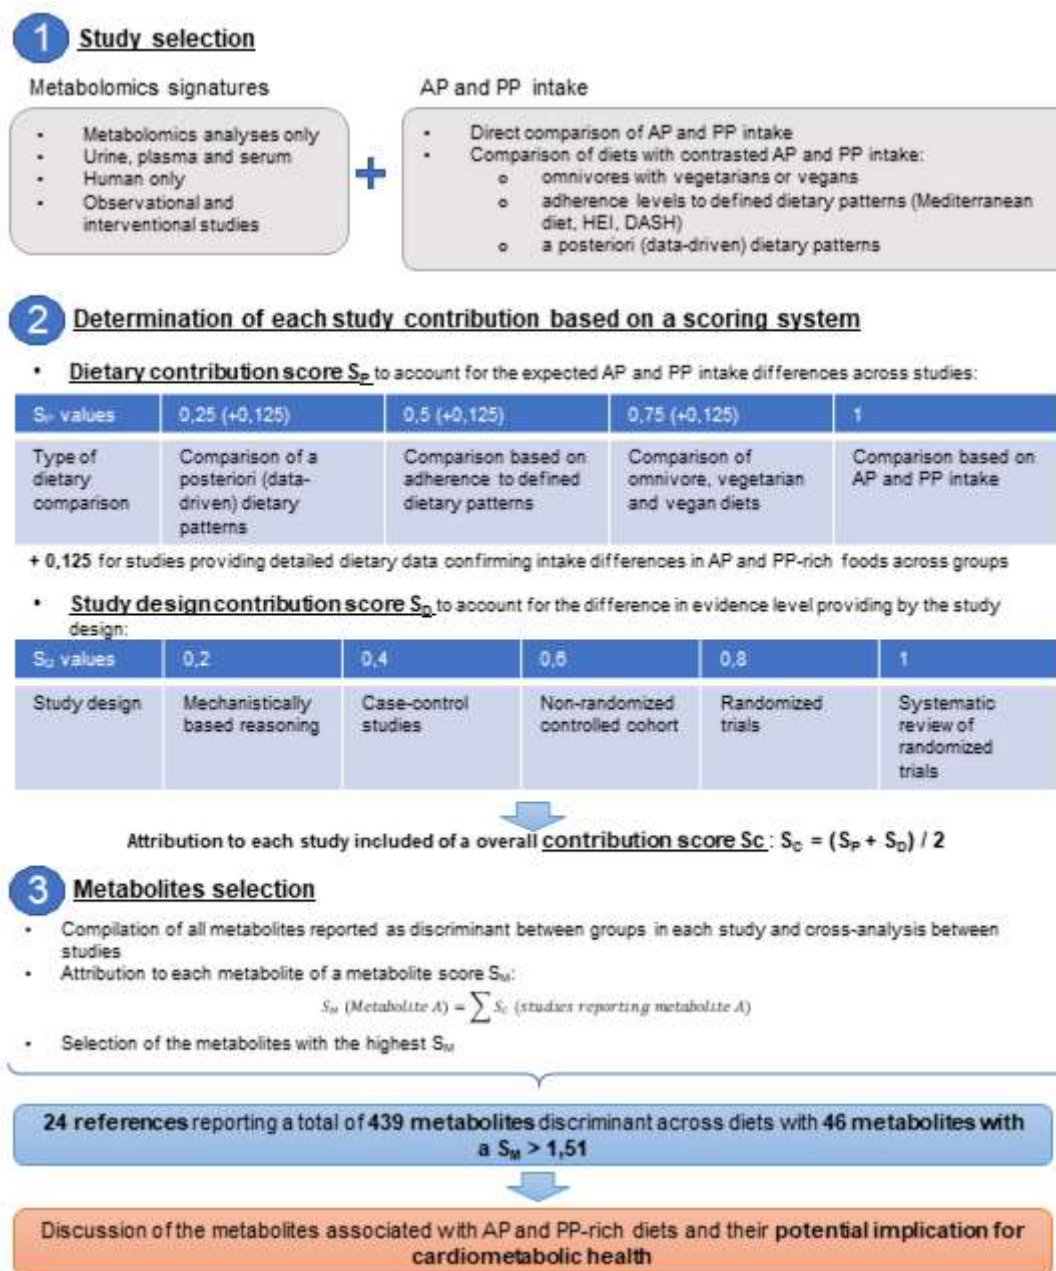 1 Study selection
Metabolomics signatures
AP and PP intake
• Metabolomics analyses only
• Urine, plasma and serum
• Human only
• Observational and
interventional studies
+
• Direct comparison of AP and PP intake
• Comparison of diets with contrasted AP and PP intake:
o omnivores with vegetarians or vegans
o adherence levels to defined dietary patterns (Mediterranean
diet, HEI, DASH)
o a posteriori (data-driven) dietary patterns
2 Determination of each study contribution based on a scoring system
• Dietary contribution score SP to account for the expected AP and PP intake differences across studies:
SP values 0,25 (+0,125) 0,5 (+0,125) 0,75 (+0,125) 1
Type of
dietary
comparison
Comparison of a
posteriori (data-
driven) dietary
patterns
Comparison based on
adherence to defined
dietary patterns
Comparison of
omnivore, vegetarian
and vegan diets
Comparison based on
AP and PP intake
+ 0,125 for studies providing detailed dietary data confirming intake differences in AP and PP-rich foods across groups
• Study design contribution score SD to account for the difference in evidence level providing by the study
design:
SD values 0,2 0,4 0,6 0,8 1
Study design
Mechanistically
based reasoning
Case-control
studies
Non-randomized
controlled cohort
Randomized
trials
Systematic
review of
randomized
trials
Attribution to each study included of a overall contribution score Sc : SC = (SP + SD) / 2
3 Metabolites selection
• Compilation of all metabolites reported as discriminant between groups in each study and cross-analysis between
studies
• Attribution to each metabolite of a metabolite score SM:
SM (Metabolite A) = ∑ SC (studies reporting metabolite A)
• Selection of the metabolites with the highest SM
24 references reporting a total of 439 metabolites discriminant across diets with 46 metabolites with
a SM > 1,51
Discussion of the metabolites associated with AP and PP-rich diets and their potential implication for
cardiometabolic health